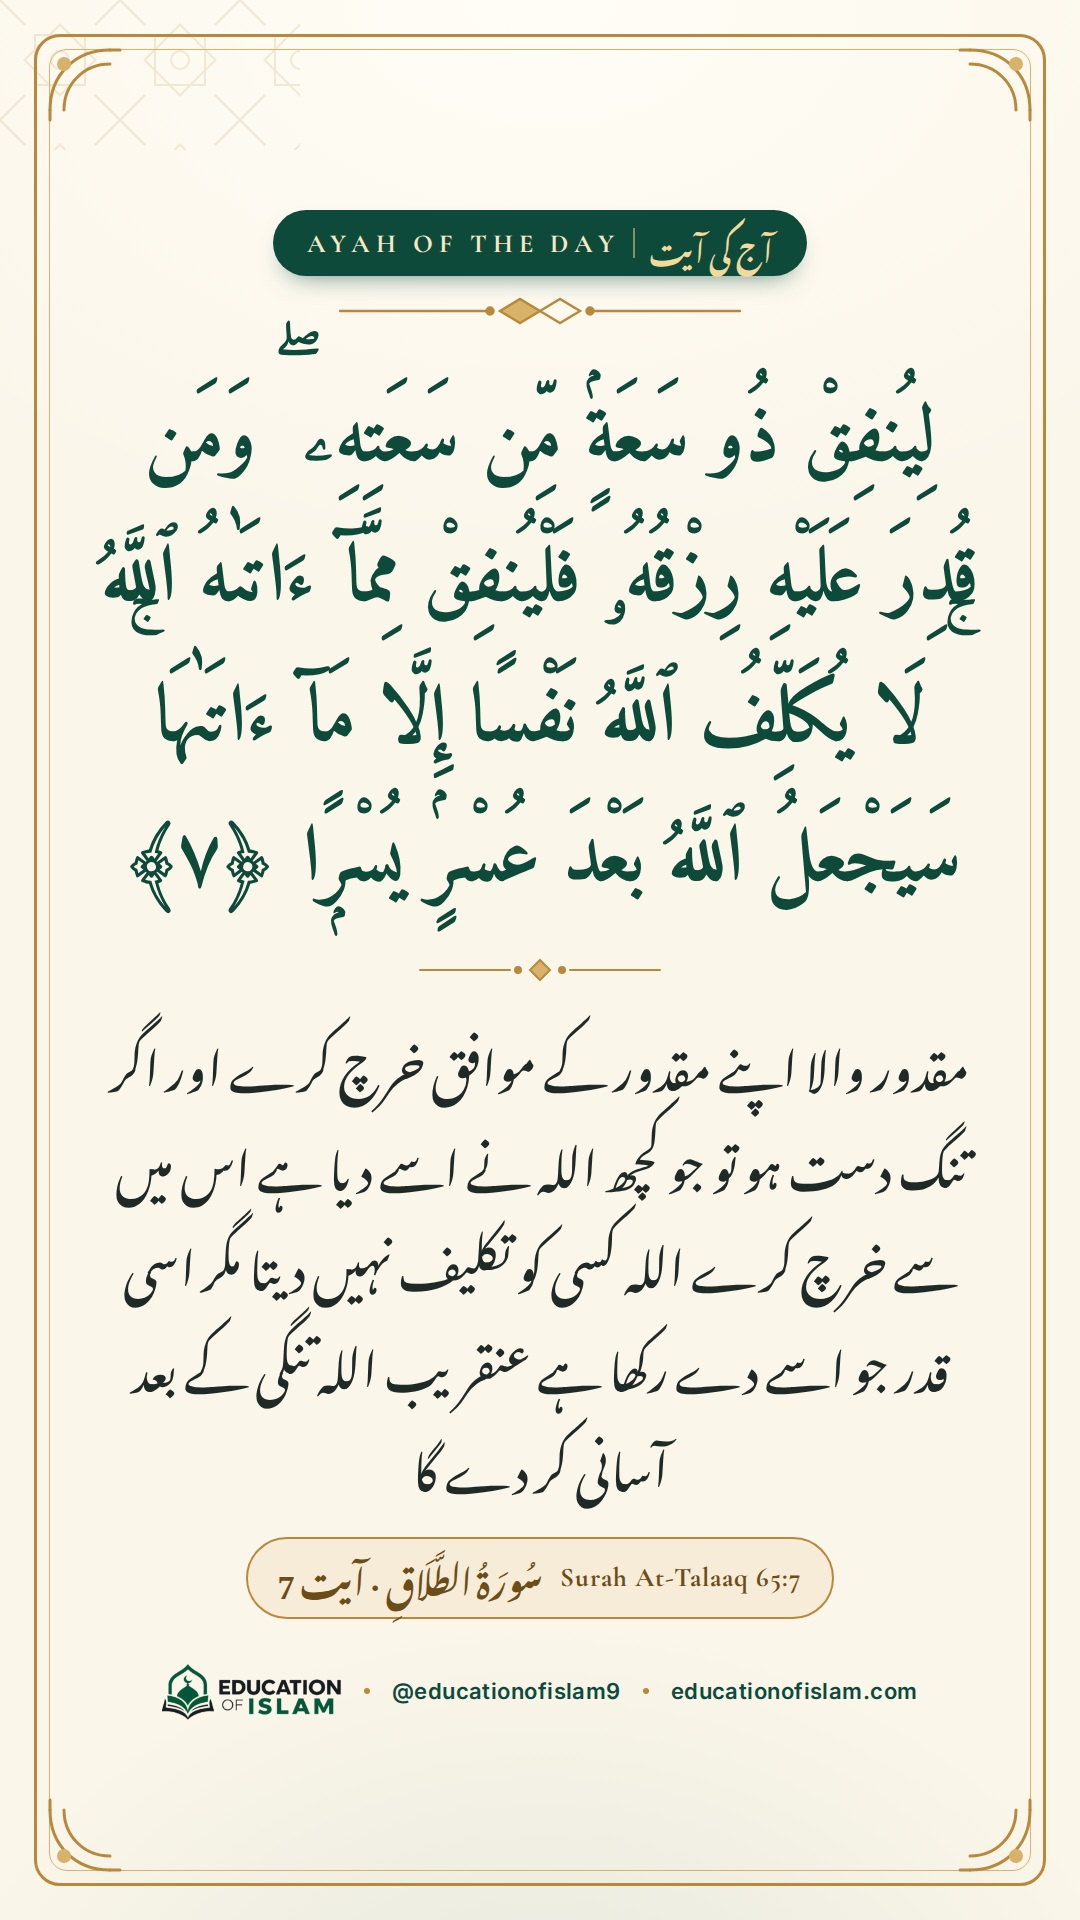 AYAH OF THE DAY | آج کی آیت
لِيُنفِقْ ذُو سَعَةٍۢ مِّن سَعَتِهِۦ ۖ وَمَن
قُدِرَ عَلَيْهِ رِزْقُهُۥ فَلْيُنفِقْ مِمَّآ ءَاتَىٰهُ ٱللَّهُ ۚ
لَا يُكَلِّفُ ٱللَّهُ نَفْسًا إِلَّا مَآ ءَاتَىٰهَا ۚ
سَيَجْعَلُ ٱللَّهُ بَعْدَ عُسْرٍۢ يُسْرًۭا ﴿٧﴾
مقدور والا اپنے مقدور کے موافق خرچ کرے اور اگر
تنگ دست ہو تو جو کچھ اللہ نے اسے دیا ہے اس میں
سے خرچ کرے اللہ کسی کو تکلیف نہیں دیتا مگر اسی
قدر جو اسے دے رکھا ہے عنقریب اللہ تنگی کے بعد
آسانی کر دے گا
سُورَةُ الطَّلَاقِ · آیت 7 Surah At-Talaaq 65:7
EDUCATION OF ISLAM • @educationofislam9 • educationofislam.com